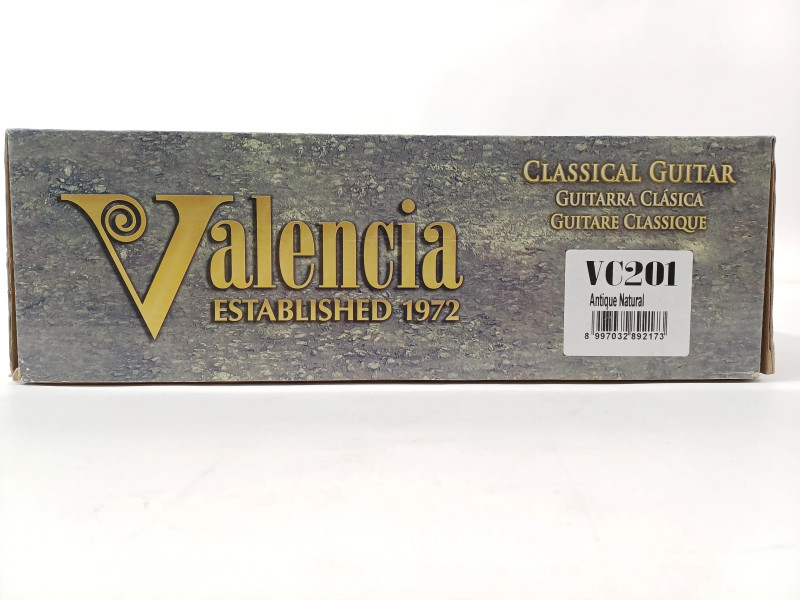 Valencia
ESTABLISHED 1972
CLASSICAL GUITAR
GUITARRA CLÁSICA
GUITARE CLASSIQUE
VC201
Antique Natural
8 997032 892173